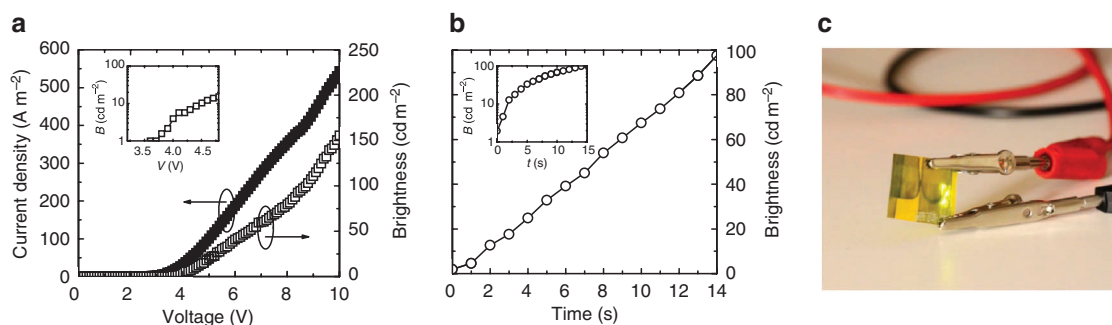 a
600
500
400
300
200
100
0
Current density (A m⁻²)
0 2 4 6 8 10
Voltage (V)
250
200
150
100
50
0
Brightness (cd m⁻²)
100
10
1
B (cd m⁻²)
3.5 4.0 4.5
V (V)
b
100
80
60
40
20
0
Brightness (cd m⁻²)
0 2 4 6 8 10 12 14
Time (s)
100
10
1
B (cd m⁻²)
0 5 10 15
t (s)
c